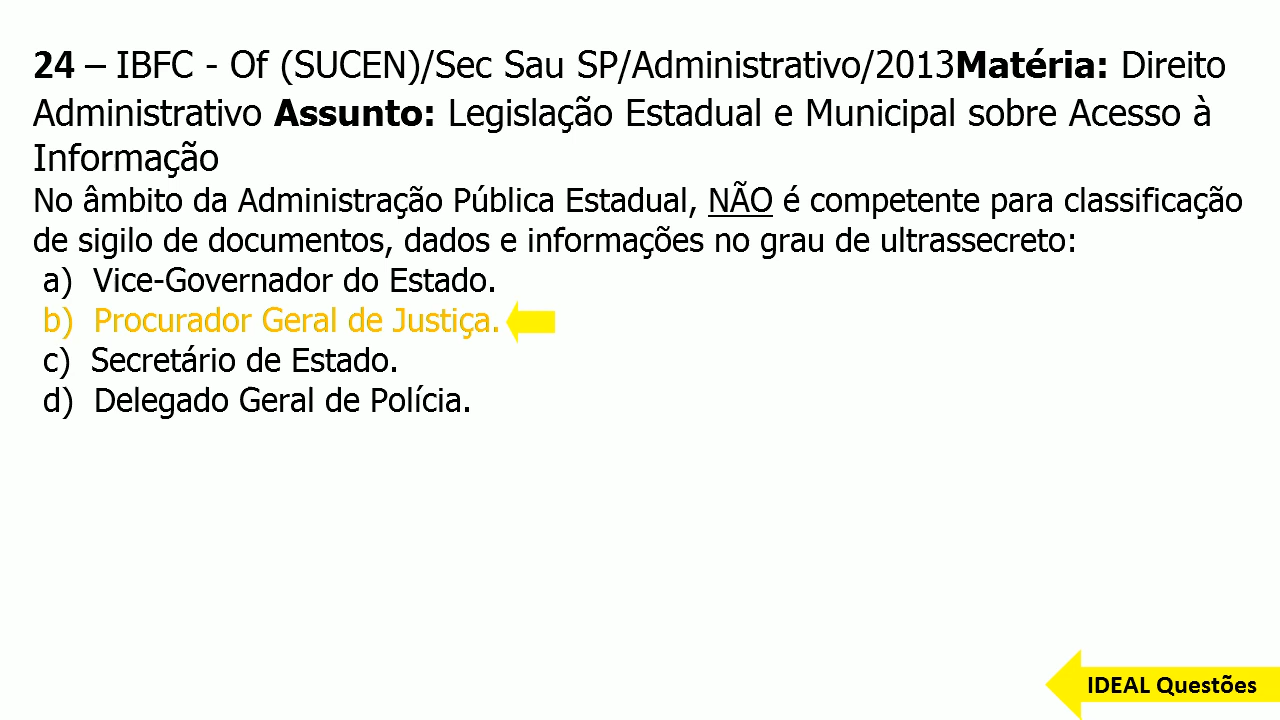 24 – IBFC - Of (SUCEN)/Sec Sau SP/Administrativo/2013Matéria: Direito
Administrativo Assunto: Legislação Estadual e Municipal sobre Acesso à
Informação
No âmbito da Administração Pública Estadual, NÃO é competente para classificação
de sigilo de documentos, dados e informações no grau de ultrassecreto:
a) Vice-Governador do Estado.
b) Procurador Geral de Justiça.
c) Secretário de Estado.
d) Delegado Geral de Polícia.
IDEAL Questões